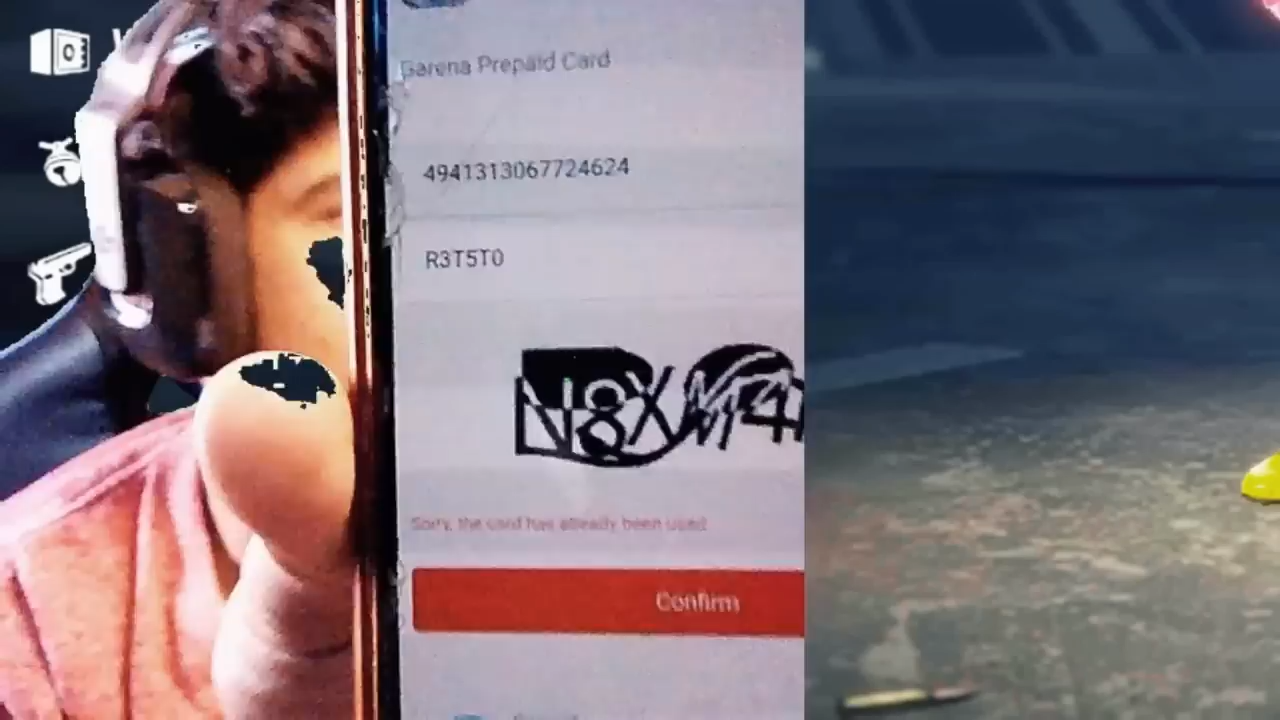 Garena Prepaid Card
4941313067724624
R3T5T0
Sorry, the card has already been used
Confirm